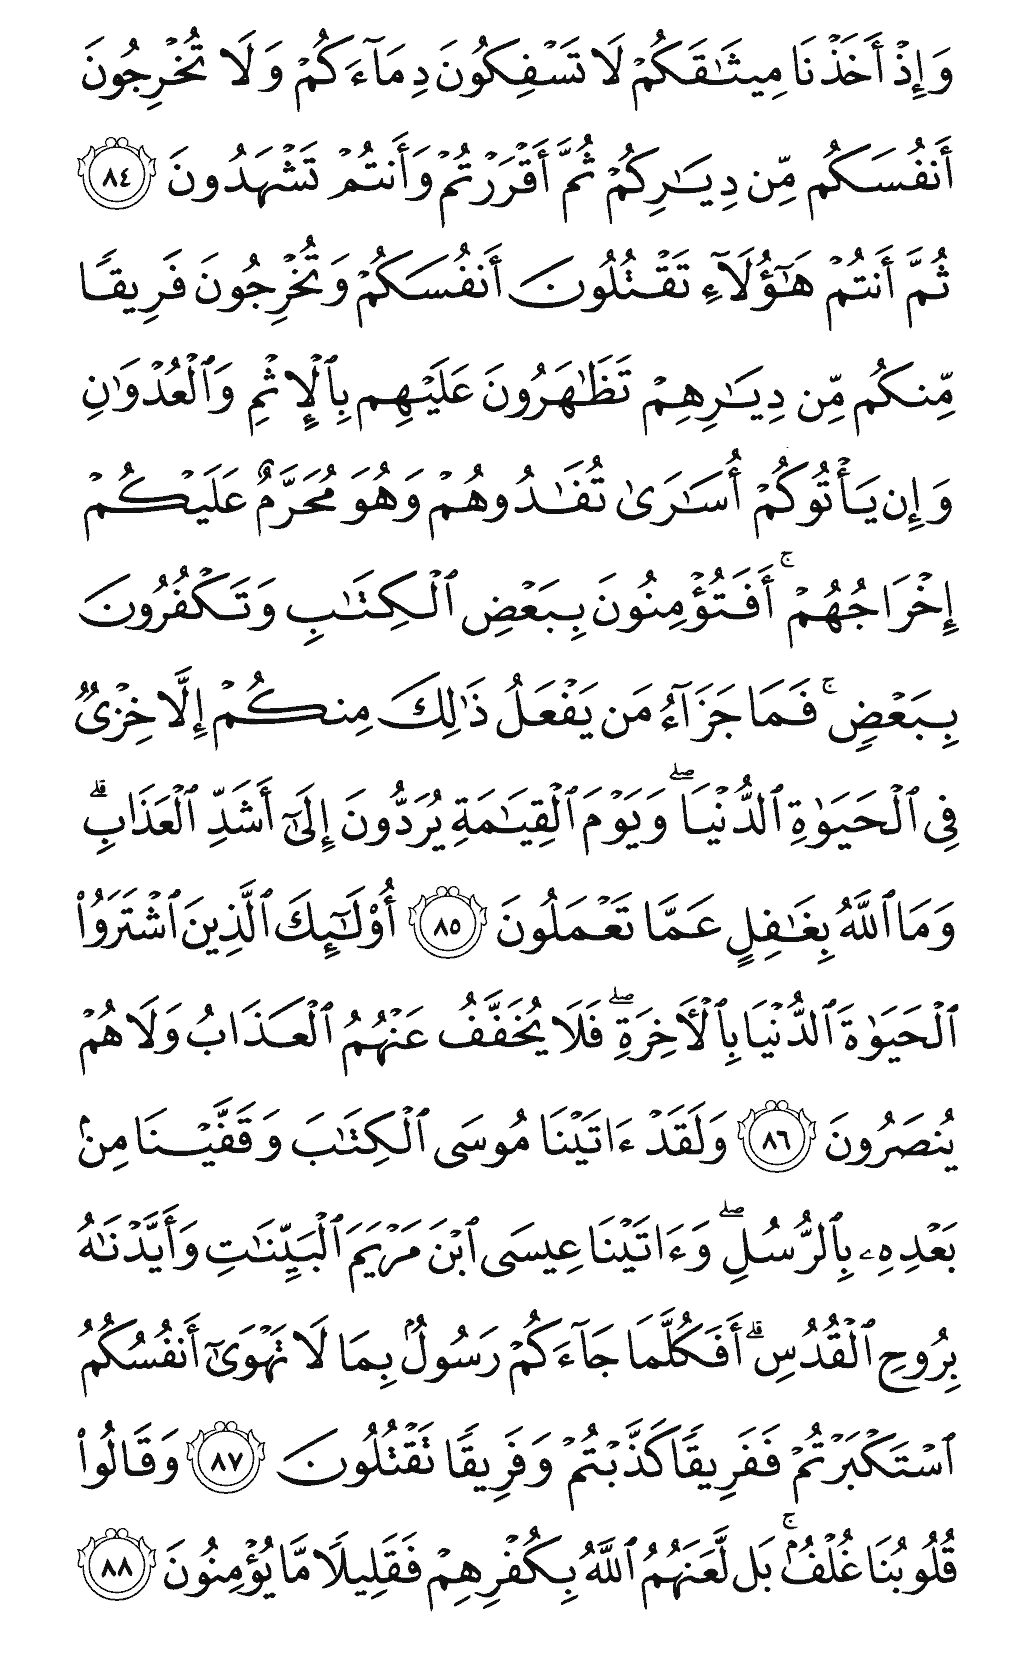 وَإِذْ أَخَذْنَا مِيثَٰقَكُمْ لَا تَسْفِكُونَ دِمَآءَكُمْ وَلَا تُخْرِجُونَ
أَنفُسَكُم مِّن دِيَٰرِكُمْ ثُمَّ أَقْرَرْتُمْ وَأَنتُمْ تَشْهَدُونَ ٨٤
ثُمَّ أَنتُمْ هَٰٓؤُلَآءِ تَقْتُلُونَ أَنفُسَكُمْ وَتُخْرِجُونَ فَرِيقًا
مِّنكُم مِّن دِيَٰرِهِمْ تَظَٰهَرُونَ عَلَيْهِم بِٱلْإِثْمِ وَٱلْعُدْوَٰنِ
وَإِن يَأْتُوكُمْ أُسَٰرَىٰ تُفَٰدُوهُمْ وَهُوَ مُحَرَّمٌ عَلَيْكُمْ
إِخْرَاجُهُمْ ۚ أَفَتُؤْمِنُونَ بِبَعْضِ ٱلْكِتَٰبِ وَتَكْفُرُونَ
بِبَعْضٍ ۚ فَمَا جَزَآءُ مَن يَفْعَلُ ذَٰلِكَ مِنكُمْ إِلَّا خِزْىٌ
فِى ٱلْحَيَوٰةِ ٱلدُّنْيَا ۖ وَيَوْمَ ٱلْقِيَٰمَةِ يُرَدُّونَ إِلَىٰٓ أَشَدِّ ٱلْعَذَابِ ۗ
وَمَا ٱللَّهُ بِغَٰفِلٍ عَمَّا تَعْمَلُونَ ٨٥ أُو۟لَٰٓئِكَ ٱلَّذِينَ ٱشْتَرَوُا۟
ٱلْحَيَوٰةَ ٱلدُّنْيَا بِٱلْأَخِرَةِ ۖ فَلَا يُخَفَّفُ عَنْهُمُ ٱلْعَذَابُ وَلَا هُمْ
يُنصَرُونَ ٨٦ وَلَقَدْ ءَاتَيْنَا مُوسَى ٱلْكِتَٰبَ وَقَفَّيْنَا مِنۢ
بَعْدِهِۦ بِٱلرُّسُلِ ۖ وَءَاتَيْنَا عِيسَى ٱبْنَ مَرْيَمَ ٱلْبَيِّنَٰتِ وَأَيَّدْنَٰهُ
بِرُوحِ ٱلْقُدُسِ ۗ أَفَكُلَّمَا جَآءَكُمْ رَسُولٌۢ بِمَا لَا تَهْوَىٰٓ أَنفُسُكُمُ
ٱسْتَكْبَرْتُمْ فَفَرِيقًا كَذَّبْتُمْ وَفَرِيقًا تَقْتُلُونَ ٨٧ وَقَالُوا۟
قُلُوبُنَا غُلْفٌۢ ۚ بَل لَّعَنَهُمُ ٱللَّهُ بِكُفْرِهِمْ فَقَلِيلًا مَّا يُؤْمِنُونَ ٨٨